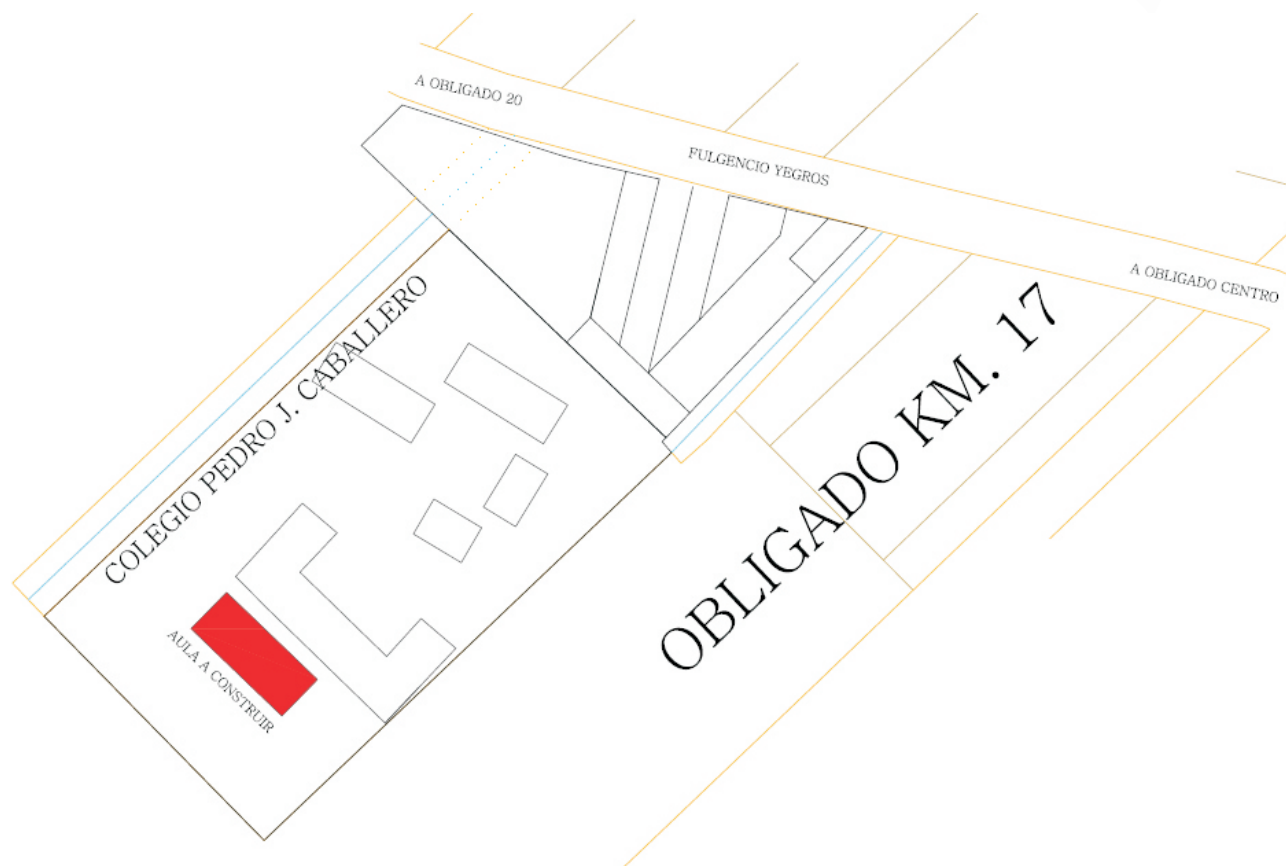 A OBLIGADO 20
FULGENCIO YEGROS
A OBLIGADO CENTRO
COLEGIO PEDRO J. CABALLERO
OBLIGADO KM. 17
AULA A CONSTRUIR